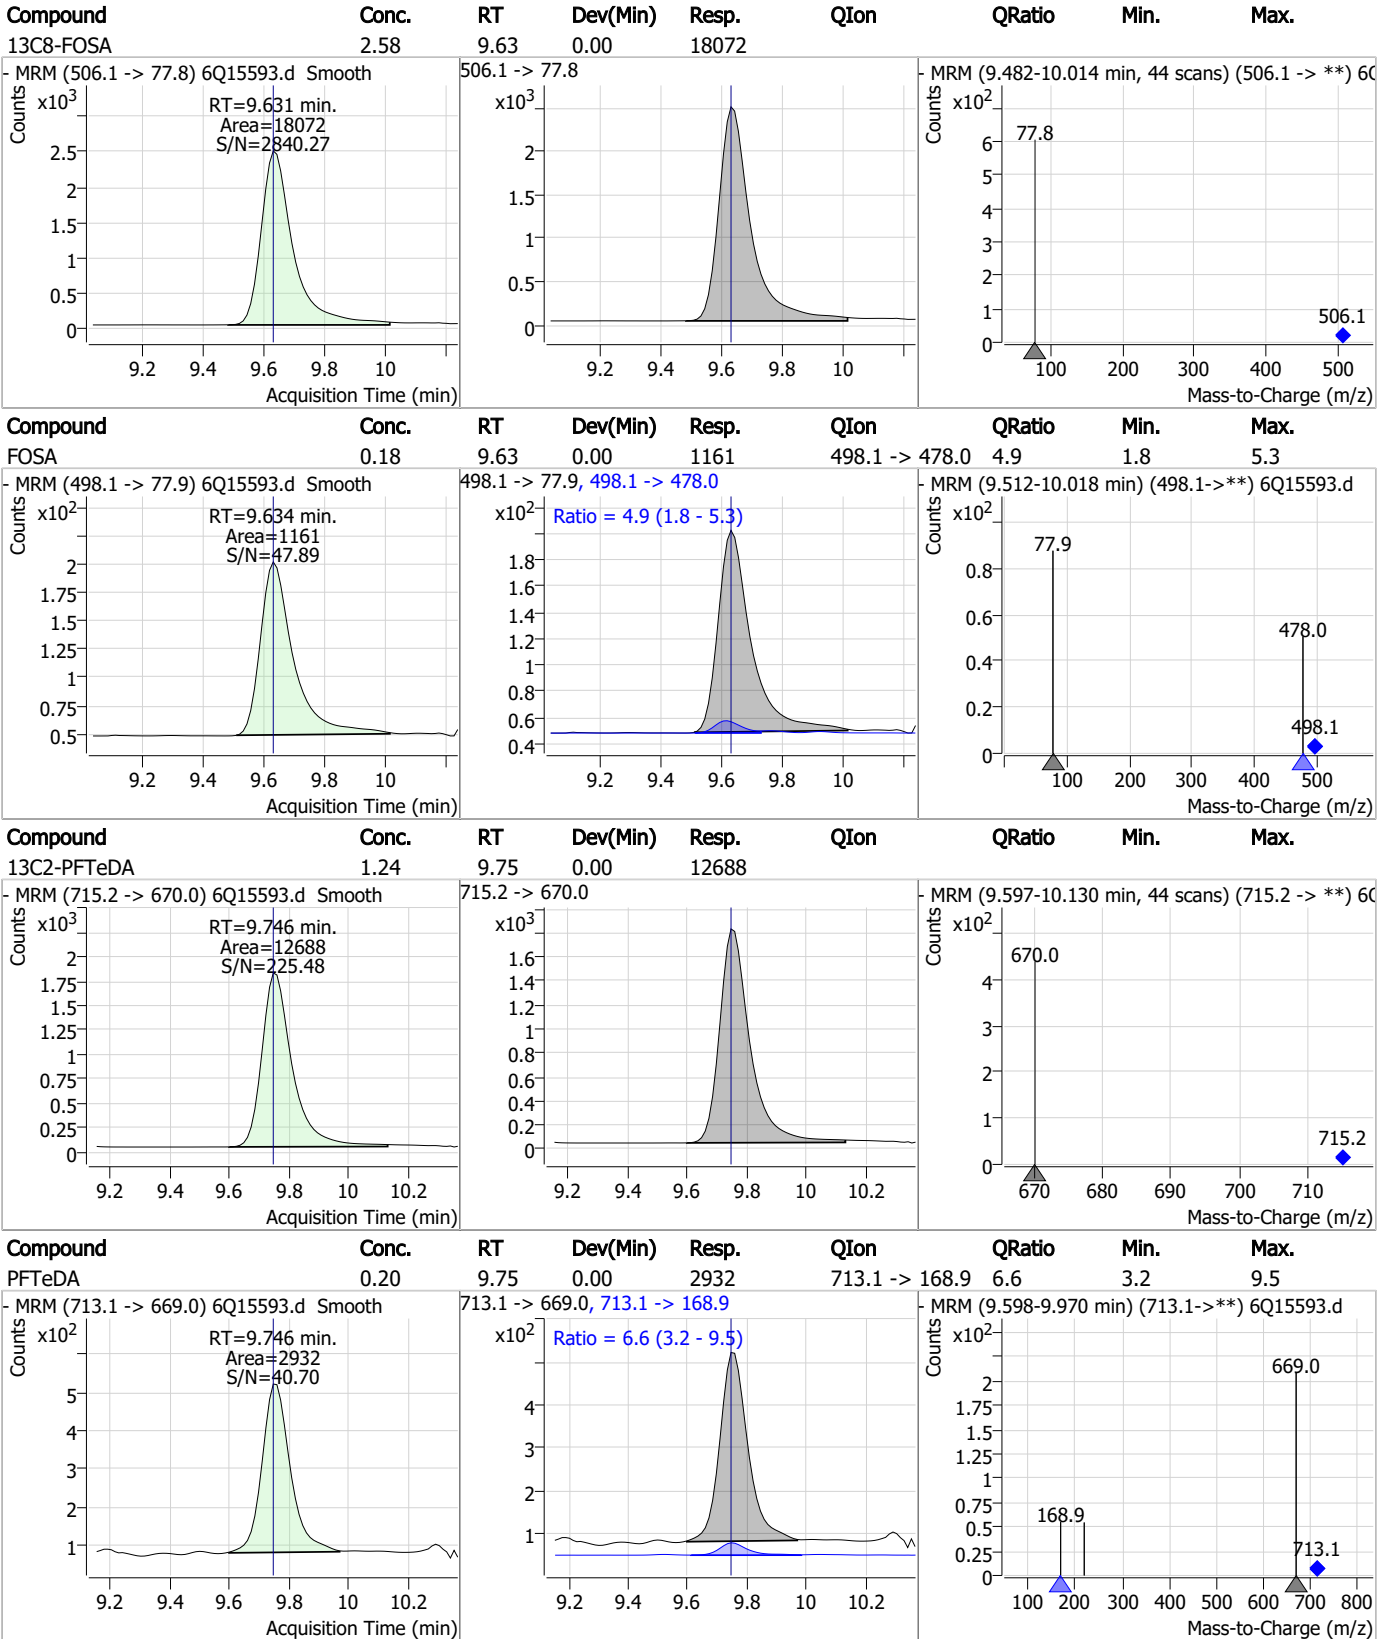 Compound Conc. RT Dev(Min) Resp. QIon QRatio Min. Max.
13C8-FOSA 2.58 9.63 0.00 18072
- MRM (506.1 -> 77.8) 6Q15593.d Smooth
Counts
x10^3
RT=9.631 min.
Area=18072
S/N=2840.27
2.5
2
1.5
1
0.5
0
9.2 9.4 9.6 9.8 10
Acquisition Time (min)
506.1 -> 77.8
x10^3
2
1.5
1
0.5
0
9.2 9.4 9.6 9.8 10
- MRM (9.482-10.014 min, 44 scans) (506.1 -> **)
Counts
x10^2
77.8
6
5
4
3
2
1
0
506.1
100 200 300 400 500
Mass-to-Charge (m/z)
Compound Conc. RT Dev(Min) Resp. QIon QRatio Min. Max.
FOSA 0.18 9.63 0.00 1161 498.1 -> 478.0 4.9 1.8 5.3
- MRM (498.1 -> 77.9) 6Q15593.d Smooth
Counts
x10^2
RT=9.634 min.
Area=1161
S/N=47.89
2
1.75
1.5
1.25
1
0.75
0.5
9.2 9.4 9.6 9.8 10
Acquisition Time (min)
498.1 -> 77.9, 498.1 -> 478.0
x10^2
Ratio = 4.9 (1.8 - 5.3)
1.8
1.6
1.4
1.2
1
0.8
0.6
0.4
9.2 9.4 9.6 9.8 10
- MRM (9.512-10.018 min) (498.1->**) 6Q15593.d
Counts
x10^2
77.9
0.8
0.6
0.4
0.2
0
478.0
498.1
100 200 300 400 500
Mass-to-Charge (m/z)
Compound Conc. RT Dev(Min) Resp. QIon QRatio Min. Max.
13C2-PFTeDA 1.24 9.75 0.00 12688
- MRM (715.2 -> 670.0) 6Q15593.d Smooth
Counts
x10^3
RT=9.746 min.
Area=12688
S/N=225.48
2
1.75
1.5
1.25
1
0.75
0.5
0.25
0
9.2 9.4 9.6 9.8 10 10.2
Acquisition Time (min)
715.2 -> 670.0
x10^3
1.6
1.4
1.2
1
0.8
0.6
0.4
0.2
0
9.2 9.4 9.6 9.8 10 10.2
- MRM (9.597-10.130 min, 44 scans) (715.2 -> **)
Counts
x10^2
670.0
4
3
2
1
0
715.2
670 680 690 700 710
Mass-to-Charge (m/z)
Compound Conc. RT Dev(Min) Resp. QIon QRatio Min. Max.
PFTeDA 0.20 9.75 0.00 2932 713.1 -> 168.9 6.6 3.2 9.5
- MRM (713.1 -> 669.0) 6Q15593.d Smooth
Counts
x10^2
RT=9.746 min.
Area=2932
S/N=40.70
5
4
3
2
1
9.2 9.4 9.6 9.8 10 10.2
Acquisition Time (min)
713.1 -> 669.0, 713.1 -> 168.9
x10^2
Ratio = 6.6 (3.2 - 9.5)
4
3
2
1
9.2 9.4 9.6 9.8 10 10.2
- MRM (9.598-9.970 min) (713.1->**) 6Q15593.d
Counts
x10^2
669.0
2
1.75
1.5
1.25
1
0.75
0.5
0.25
0
168.9
713.1
100 200 300 400 500 600 700 800
Mass-to-Charge (m/z)